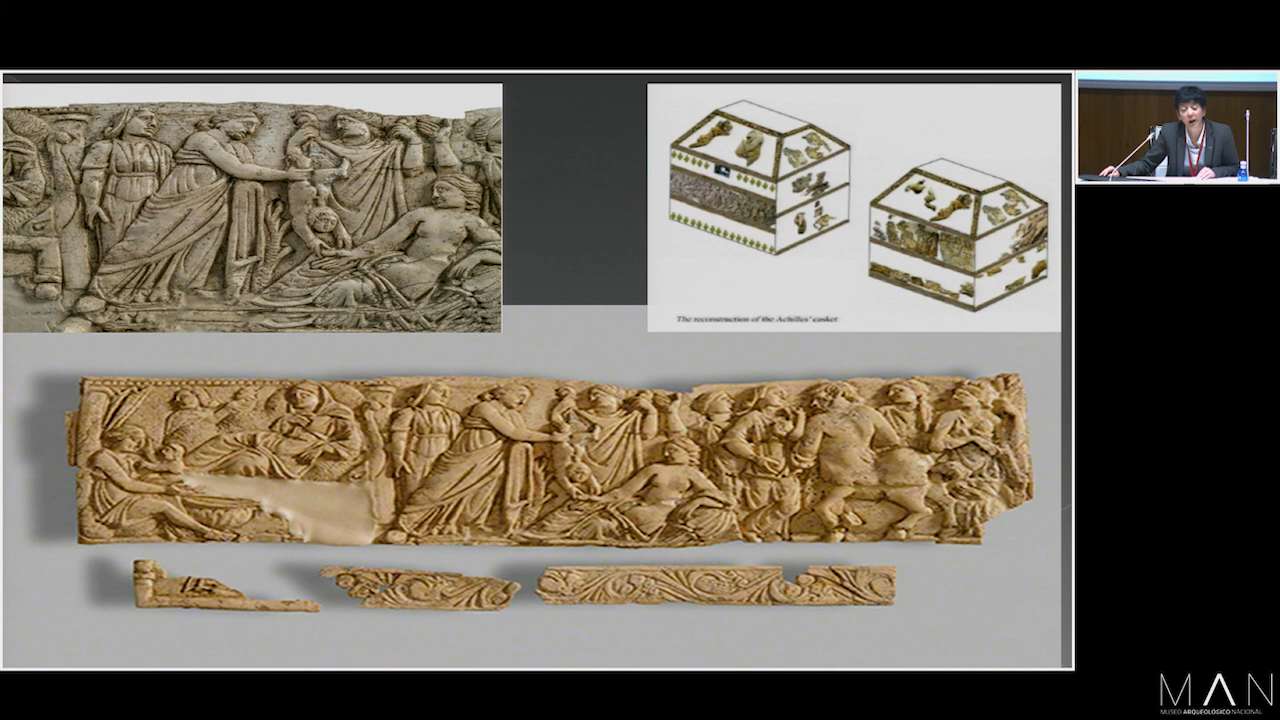 The reconstruction of the Achilles' casket
MAN
MUSEO ARQUEOLÓGICO NACIONAL